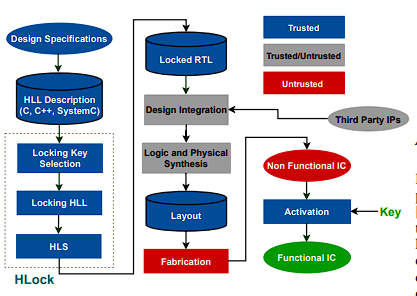 Design Specifications
HLL Description
(C, C++, SystemC)
Locking Key
Selection
Locking HLL
HLS
HLock
Locked RTL
Design Integration
Logic and Physical
Synthesis
Layout
Fabrication
Trusted
Trusted/Untrusted
Untrusted
Third Party IPs
Non Functional IC
Activation
Key
Functional IC